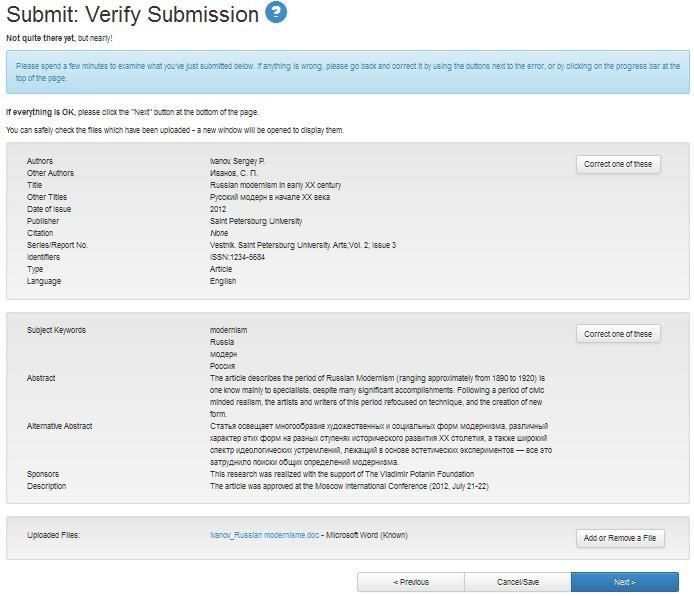 Submit: Verify Submission ?
Not quite there yet, but nearly!
Please spend a few minutes to examine what you've just submitted below. If anything is wrong, please go back and correct it by using the buttons next to the error, or by clicking on the progress bar at the
top of the page.
If everything is OK, please click the "Next" button at the bottom of the page.
You can safely check the files which have been uploaded - a new window will be opened to display them.
Authors Ivanov, Sergey P. Correct one of these
Other Authors Иванов, С. П.
Title Russian modernism in early XX century
Other Titles Русский модерн в начале XX века
Date of Issue 2012
Publisher Saint Petersburg University
Citation None
Series/Report No. Vestnik. Saint Petersburg University. Arts;Vol. 2; Issue 3
Identifiers ISSN:1234-5684
Type Article
Language English
Subject Keywords modernism Correct one of these
Russia
модерн
Россия
Abstract The article describes the period of Russian Modernism (ranging approximately from 1890 to 1920) is
one know mainly to specialists, despite many significant accomplishments. Following a period of civic
minded realism, the artists and writers of this period refocused on technique, and the creation of new
form.
Alternative Abstract Статья освещает многообразие художественных и социальных форм модернизма, различный
характер этих форм на разных ступенях исторического развития XX столетия, а также широкий
спектр идеологических устремлений, лежащий в основе эстетических экспериментов — все это
затруднило поиски общих определений модернизма.
Sponsors This research was realized with the support of The Vladimir Potanin Foundation
Description The article was approved at the Moscow International Conference (2012, July 21-22)
Uploaded Files: Ivanov_Russian modernisme.doc - Microsoft Word (Known) Add or Remove a File
< Previous Cancel/Save Next >